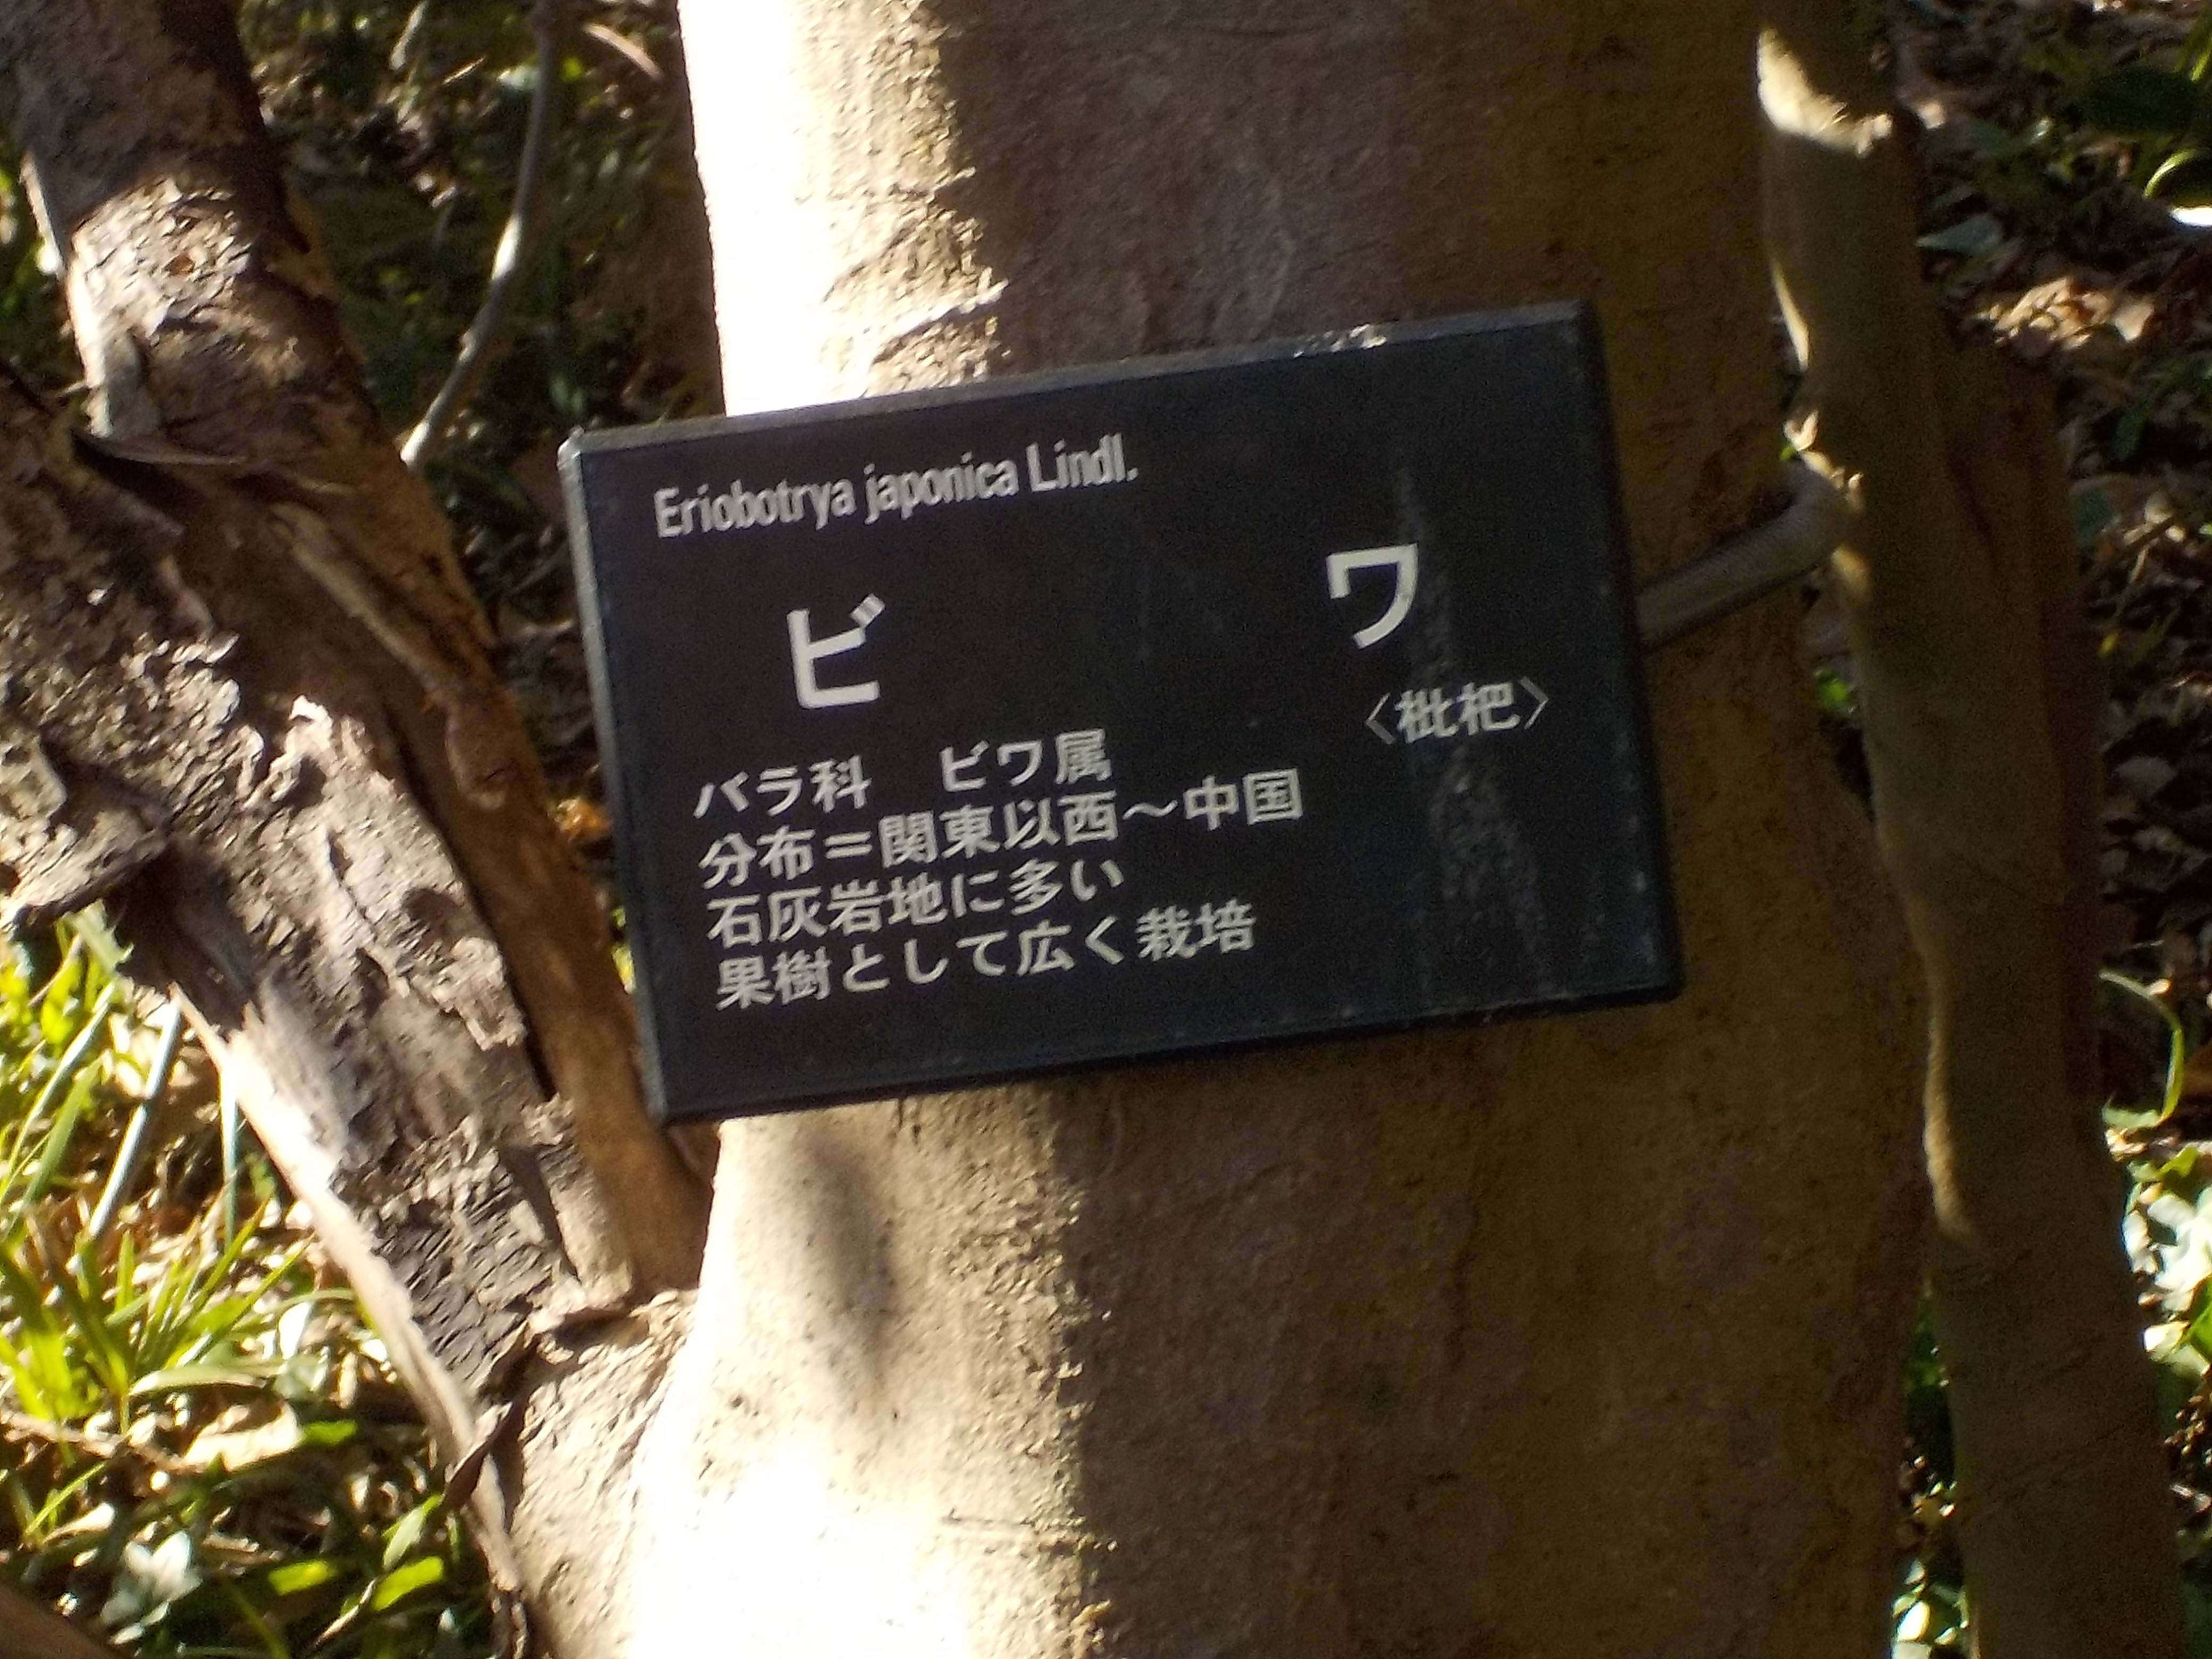 Eriobotrya japonica Lindl.
ビ ワ
〈枇杷〉
バラ科 ビワ属
分布＝関東以西～中国
石灰岩地に多い
果樹として広く栽培